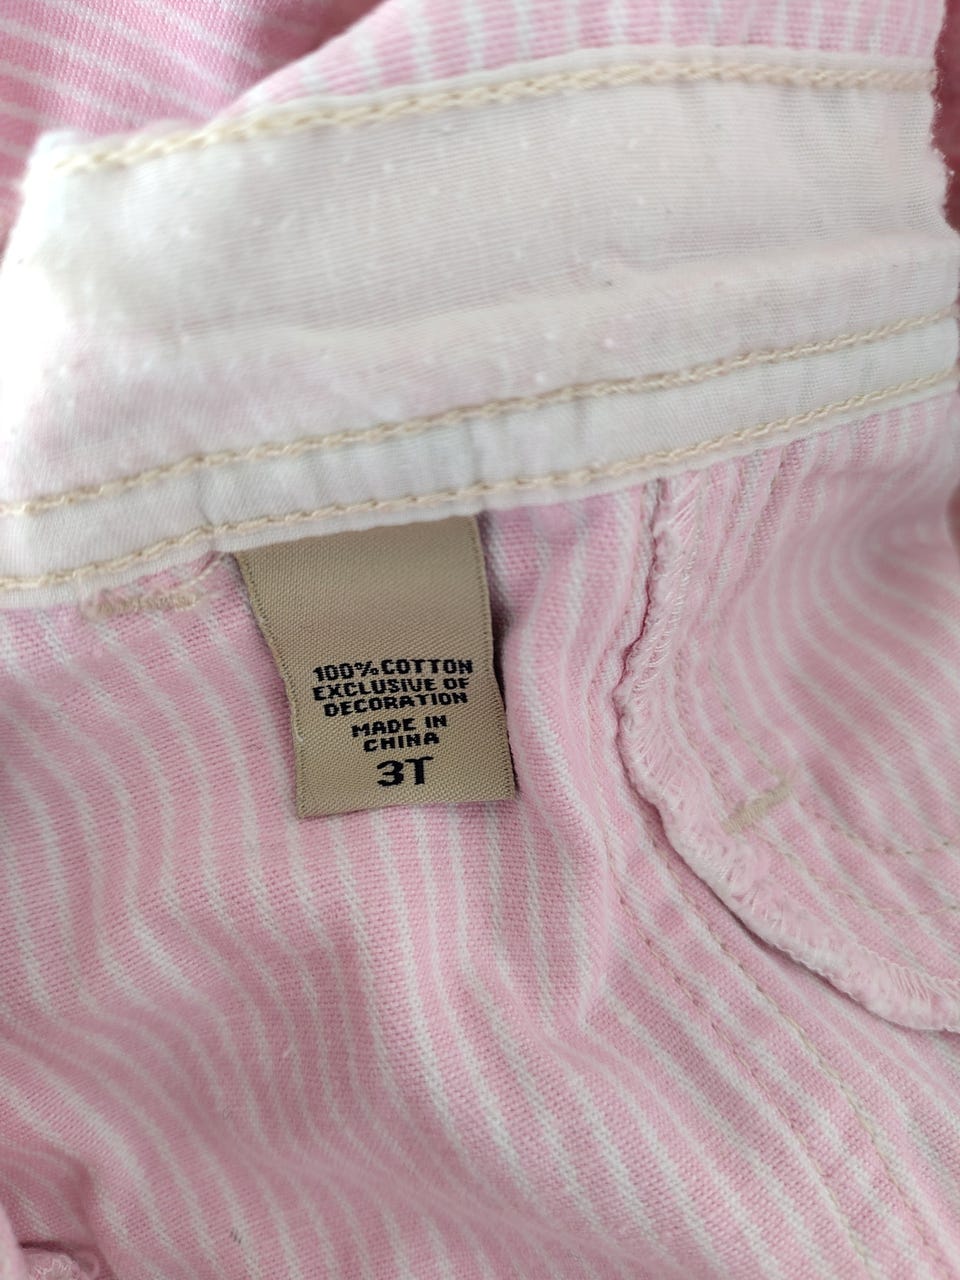 100% COTTON
EXCLUSIVE OF
DECORATION
MADE IN
CHINA
3T